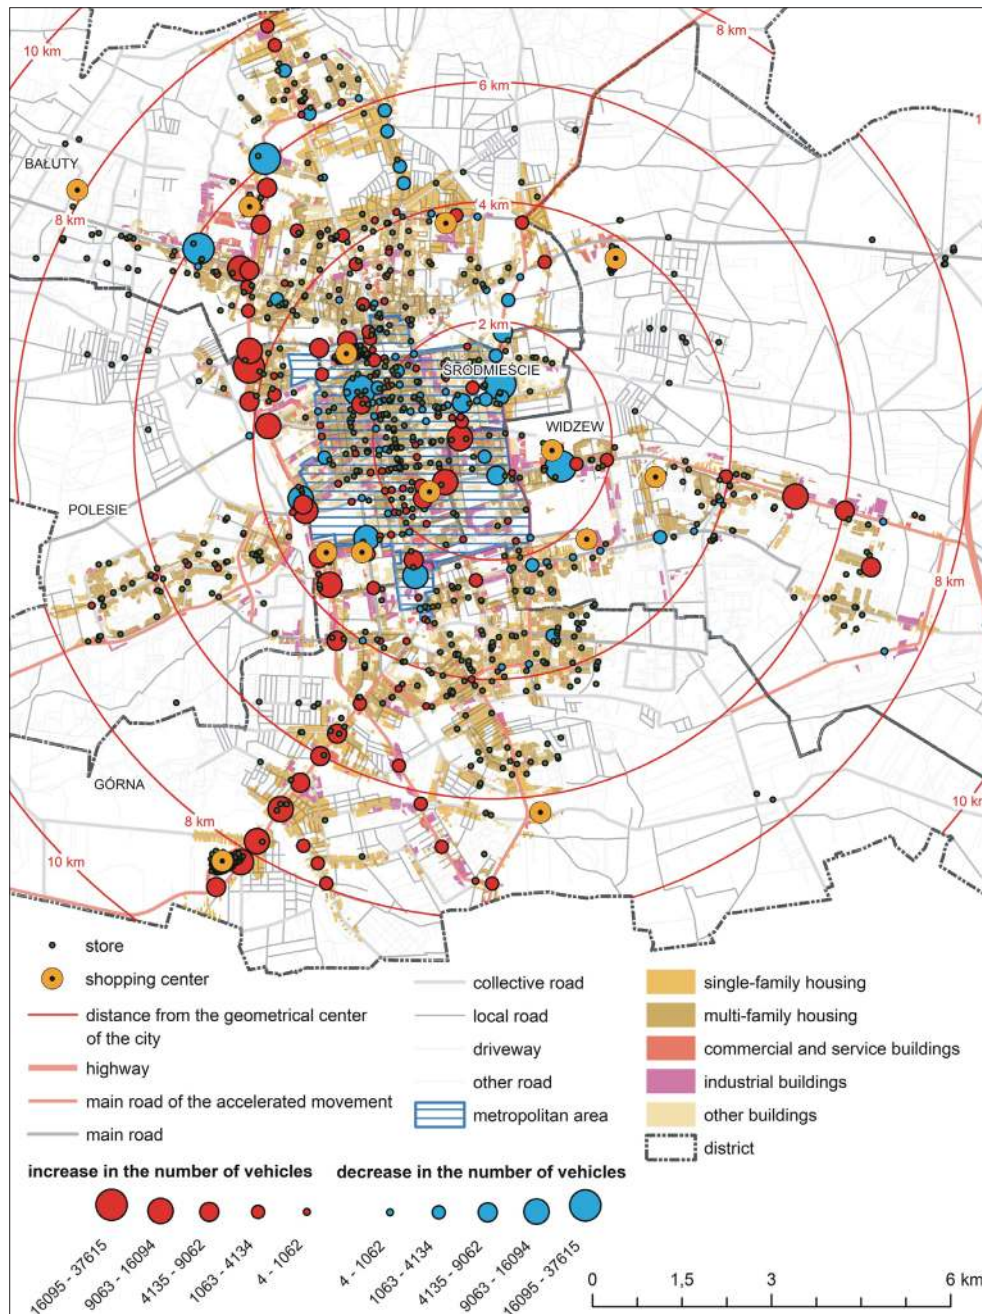 10 km
8 km
6 km
1
BAŁUTY
8 km
4 km
2 km
ŚRÓDMIEŚCIE
WIDZEW
POLESIE
8 km
GÓRNA
8 km
10 km
10 km
store
shopping center
distance from the geometrical center
of the city
highway
main road of the accelerated movement
main road
collective road
local road
driveway
other road
metropolitan area
single-family housing
multi-family housing
commercial and service buildings
industrial buildings
other buildings
district
increase in the number of vehicles
16095 - 37615
9063 - 16094
4135 - 9062
1063 - 4134
4 - 1062
decrease in the number of vehicles
4 - 1062
1063 - 4134
4135 - 9062
9063 - 16094
16095 - 37615
0 1,5 3 6 km